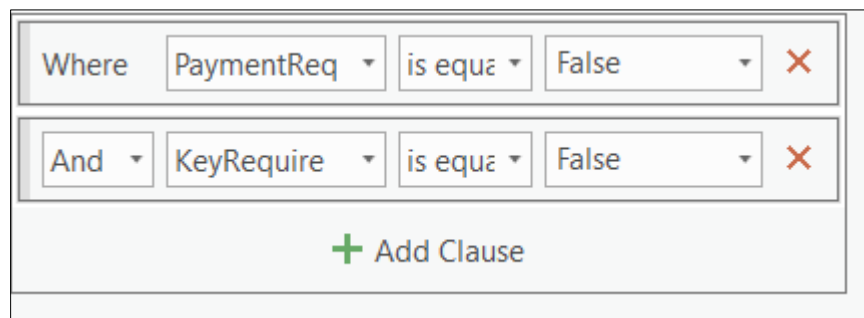 Where PaymentReq is equa False
And KeyRequire is equa False
Add Clause